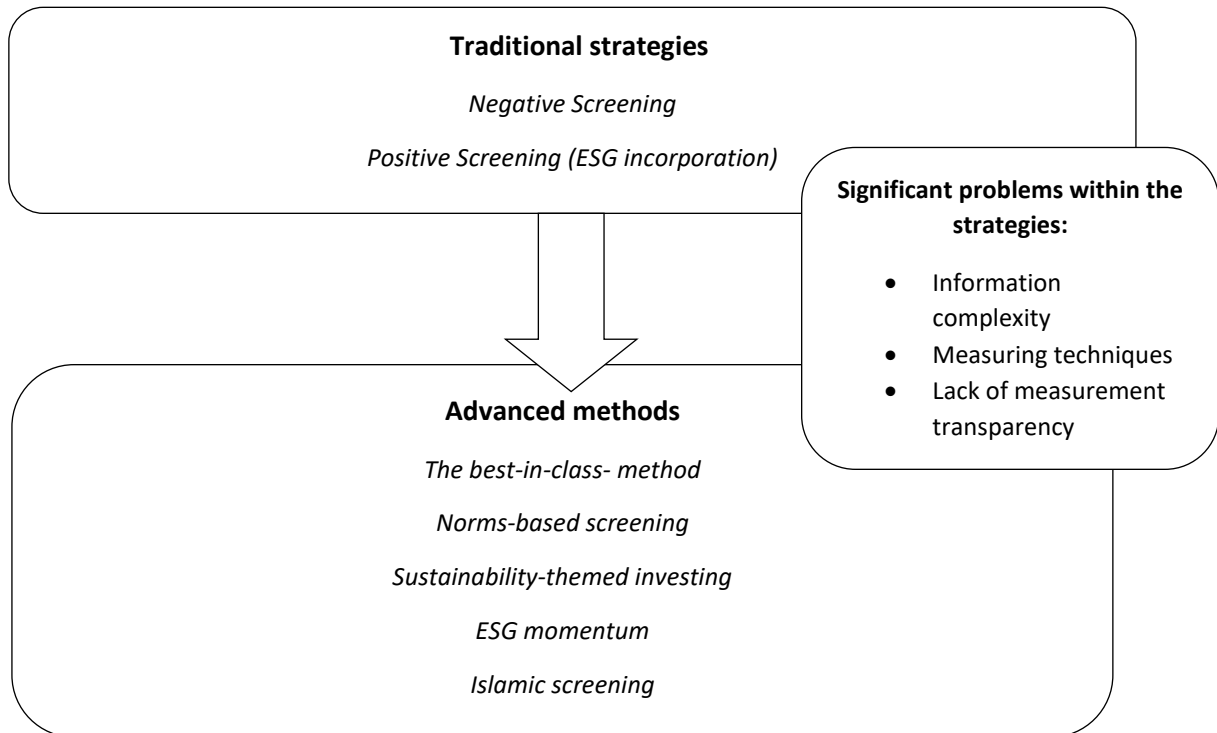 Traditional strategies
Negative Screening
Positive Screening (ESG incorporation)
Significant problems within the
strategies:
• Information
complexity
• Measuring techniques
• Lack of measurement
transparency
Advanced methods
The best-in-class- method
Norms-based screening
Sustainability-themed investing
ESG momentum
Islamic screening